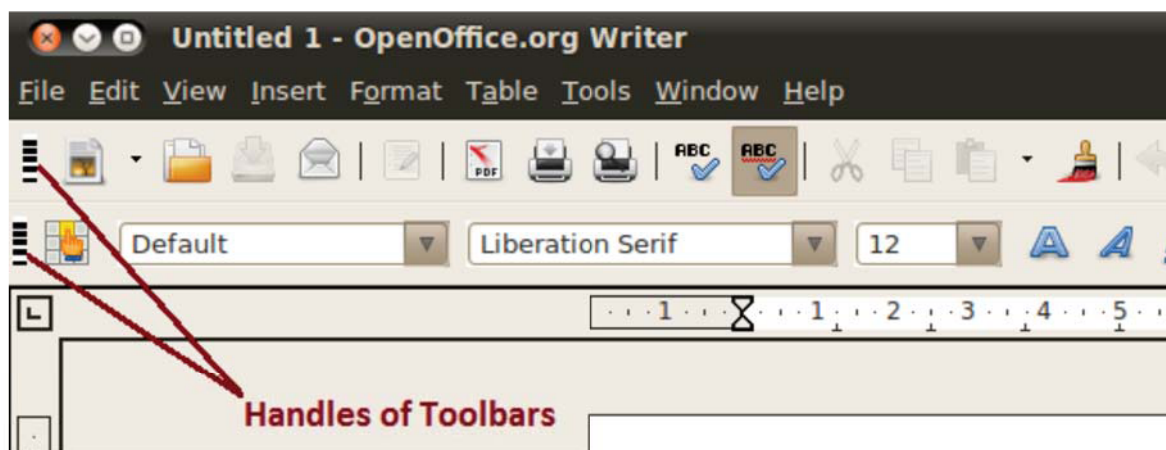 Untitled 1 - OpenOffice.org Writer
File Edit View Insert Format Table Tools Window Help
PDF ABC ABC
Default Liberation Serif 12 A A
1 1 2 3 4 5
Handles of Toolbars